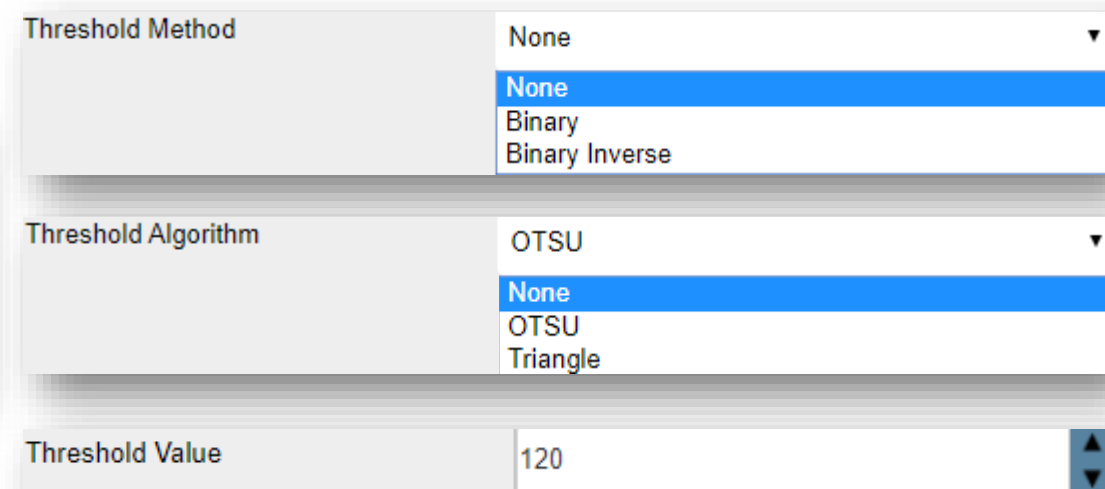 Threshold Method
None
None
Binary
Binary Inverse
Threshold Algorithm
OTSU
None
OTSU
Triangle
Threshold Value
120